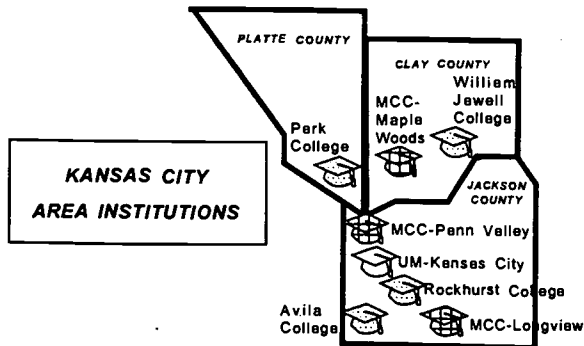 PLATTE COUNTY
CLAY COUNTY
William
Jewell
College
MCC-
Maple
Woods
Park
College
KANSAS CITY
AREA INSTITUTIONS
JACKSON
COUNTY
MCC-Penn Valley
UM-Kansas City
Rockhurst College
Avila
College
MCC-Longview